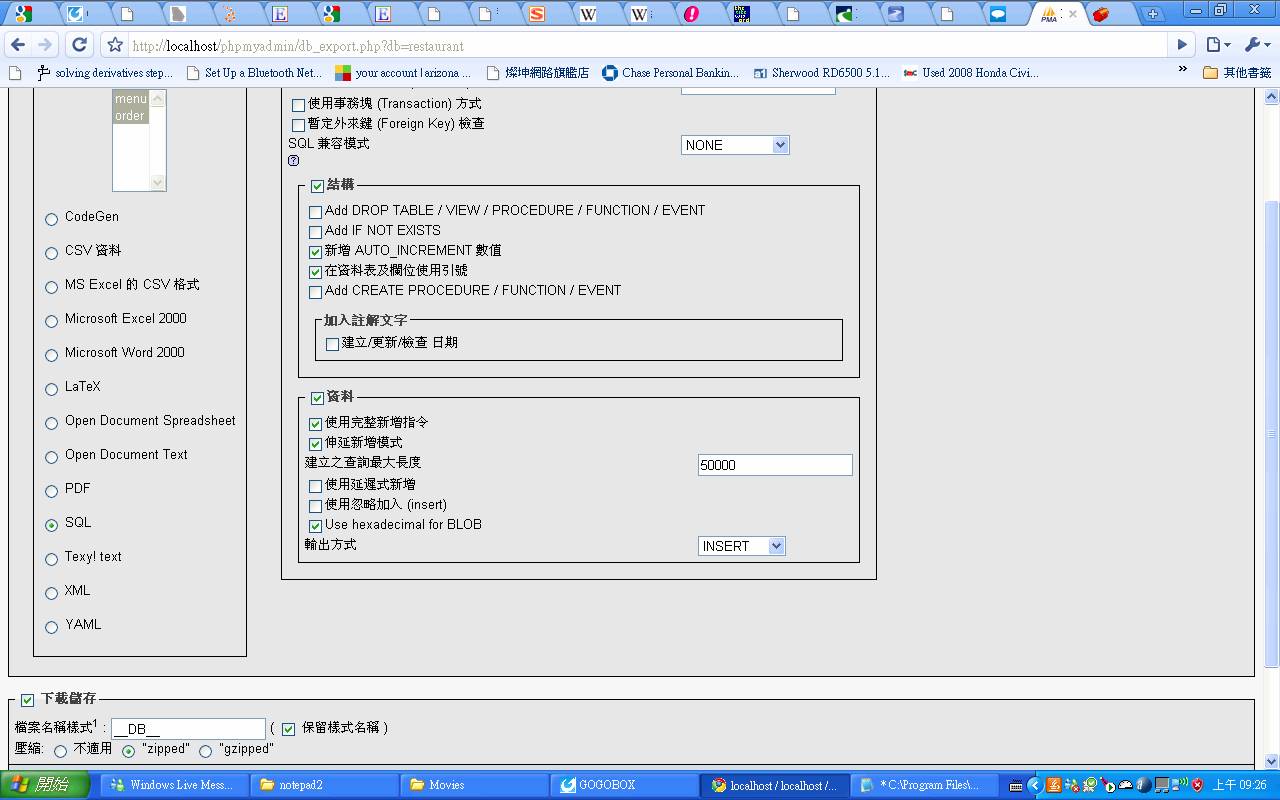 http://localhost/phpmyadmin/db_export.php?db=restaurant
solving derivatives step... Set Up a Bluetooth Net... your account | arizona ... 燦坤網路旗艦店 Chase Personal Bankin... Sherwood RD6500 5.1... Used 2008 Honda Civi... » 其他書籤
menu
order
CodeGen
CSV 資料
MS Excel 的 CSV 格式
Microsoft Excel 2000
Microsoft Word 2000
LaTeX
Open Document Spreadsheet
Open Document Text
PDF
SQL
Texy! text
XML
YAML
使用事務塊 (Transaction) 方式
暫定外來鍵 (Foreign Key) 檢查
SQL 兼容模式 NONE
結構
Add DROP TABLE / VIEW / PROCEDURE / FUNCTION / EVENT
Add IF NOT EXISTS
新增 AUTO_INCREMENT 數值
在資料表及欄位使用引號
Add CREATE PROCEDURE / FUNCTION / EVENT
加入註解文字
建立/更新/檢查 日期
資料
使用完整新增指令
伸延新增模式
建立之查詢最大長度 50000
使用延遲式新增
使用忽略加入 (insert)
Use hexadecimal for BLOB
輸出方式 INSERT
下載儲存
檔案名稱樣式1 : __DB__ ( 保留樣式名稱 )
壓縮: 不適用 "zipped" "gzipped"
開始 Windows Live Mess... notepad2 Movies GOGOBOX localhost / localhost /... * C:\Program Files\... 上午 09:26